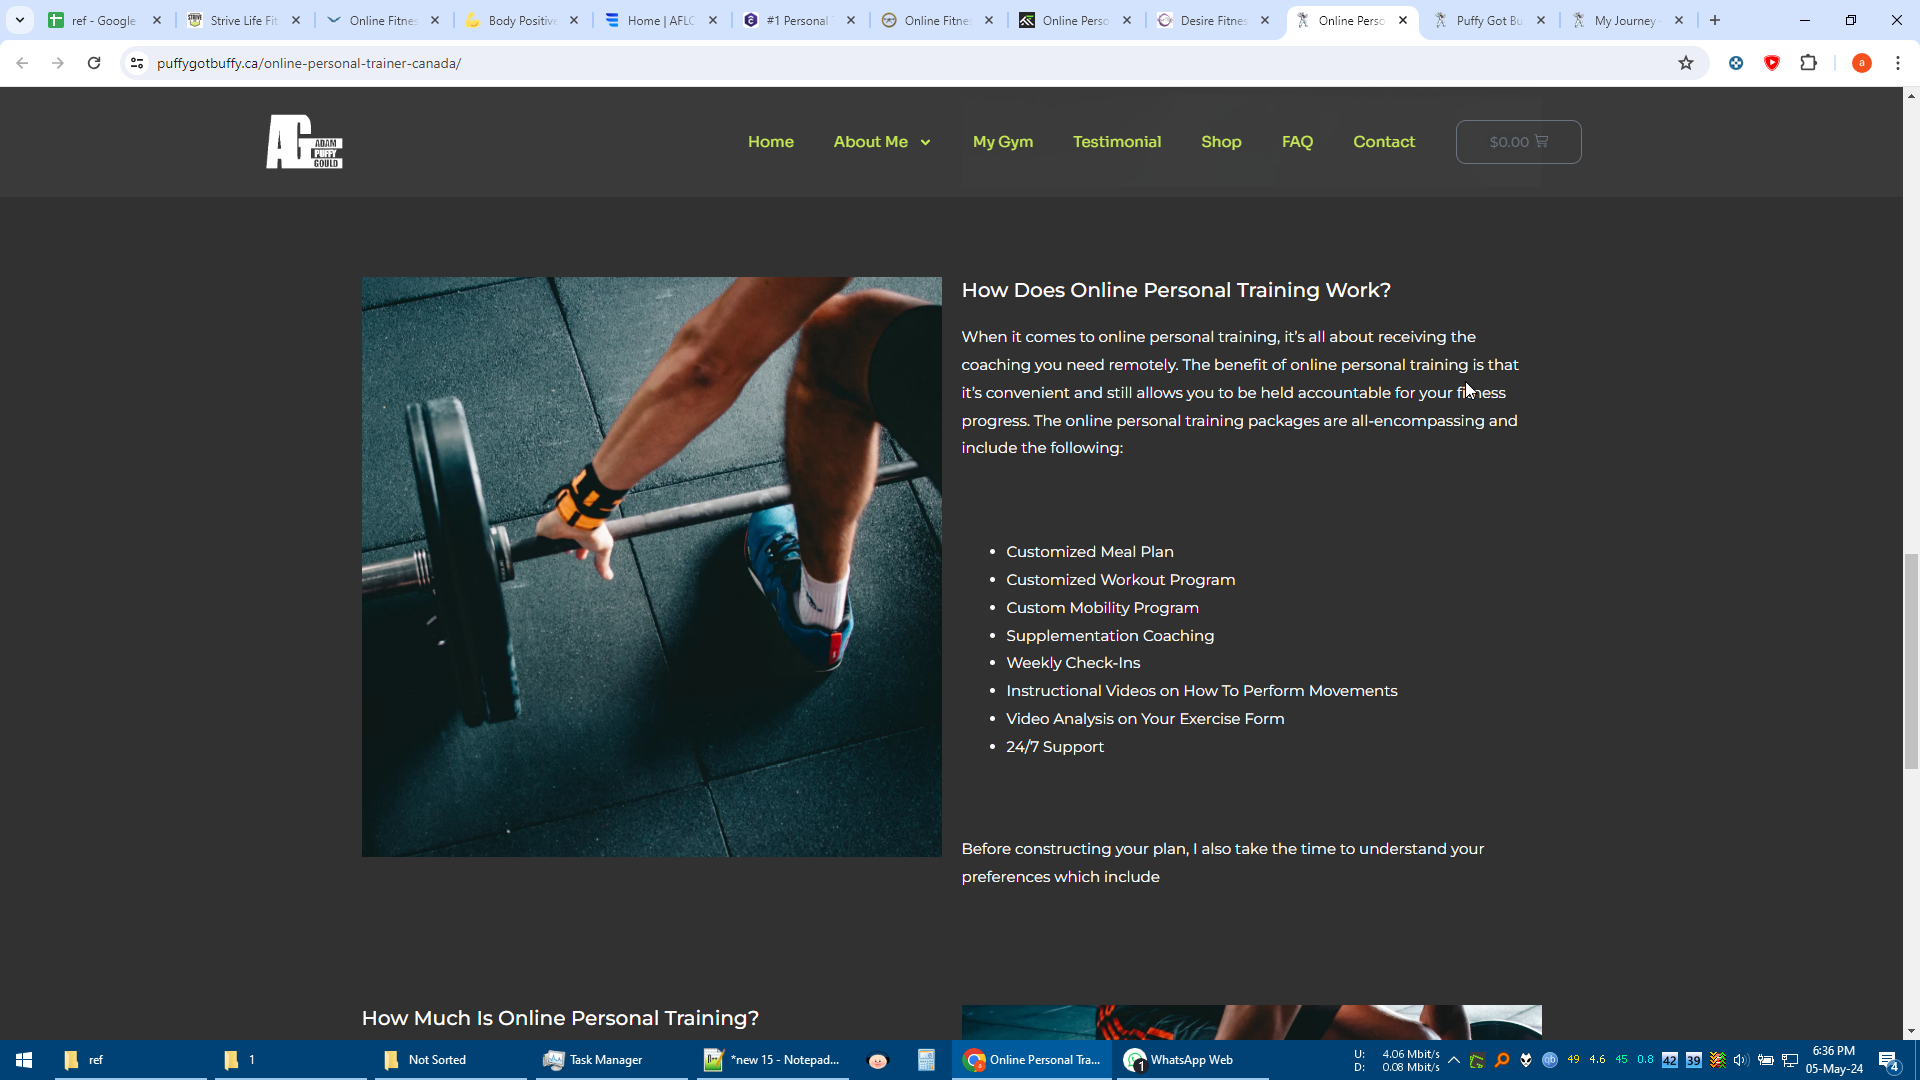 ref - Google
Strive Life Fit
Online Fitnes
Body Positive
Home | AFLC
#1 Personal
Online Fitne
Online Perso
Desire Fitnes
Online Perso
Puffy Got Bu
My Journey
puffygotbuffy.ca/online-personal-trainer-canada/
a
AG ADAM PUFFY GOULD
Home
About Me
My Gym
Testimonial
Shop
FAQ
Contact
$0.00
How Does Online Personal Training Work?
When it comes to online personal training, it's all about receiving the
coaching you need remotely. The benefit of online personal training is that
it's convenient and still allows you to be held accountable for your fitness
progress. The online personal training packages are all-encompassing and
include the following:
• Customized Meal Plan
• Customized Workout Program
• Custom Mobility Program
• Supplementation Coaching
• Weekly Check-Ins
• Instructional Videos on How To Perform Movements
• Video Analysis on Your Exercise Form
• 24/7 Support
Before constructing your plan, I also take the time to understand your
preferences which include
How Much Is Online Personal Training?
ref
1
Not Sorted
Task Manager
*new 15 - Notepad...
Online Personal Tra...
1
WhatsApp Web
U: 4.06 Mbit/s
D: 0.08 Mbit/s
qb
49
4.6
45
0.8
42
39
6:36 PM
05-May-24
4